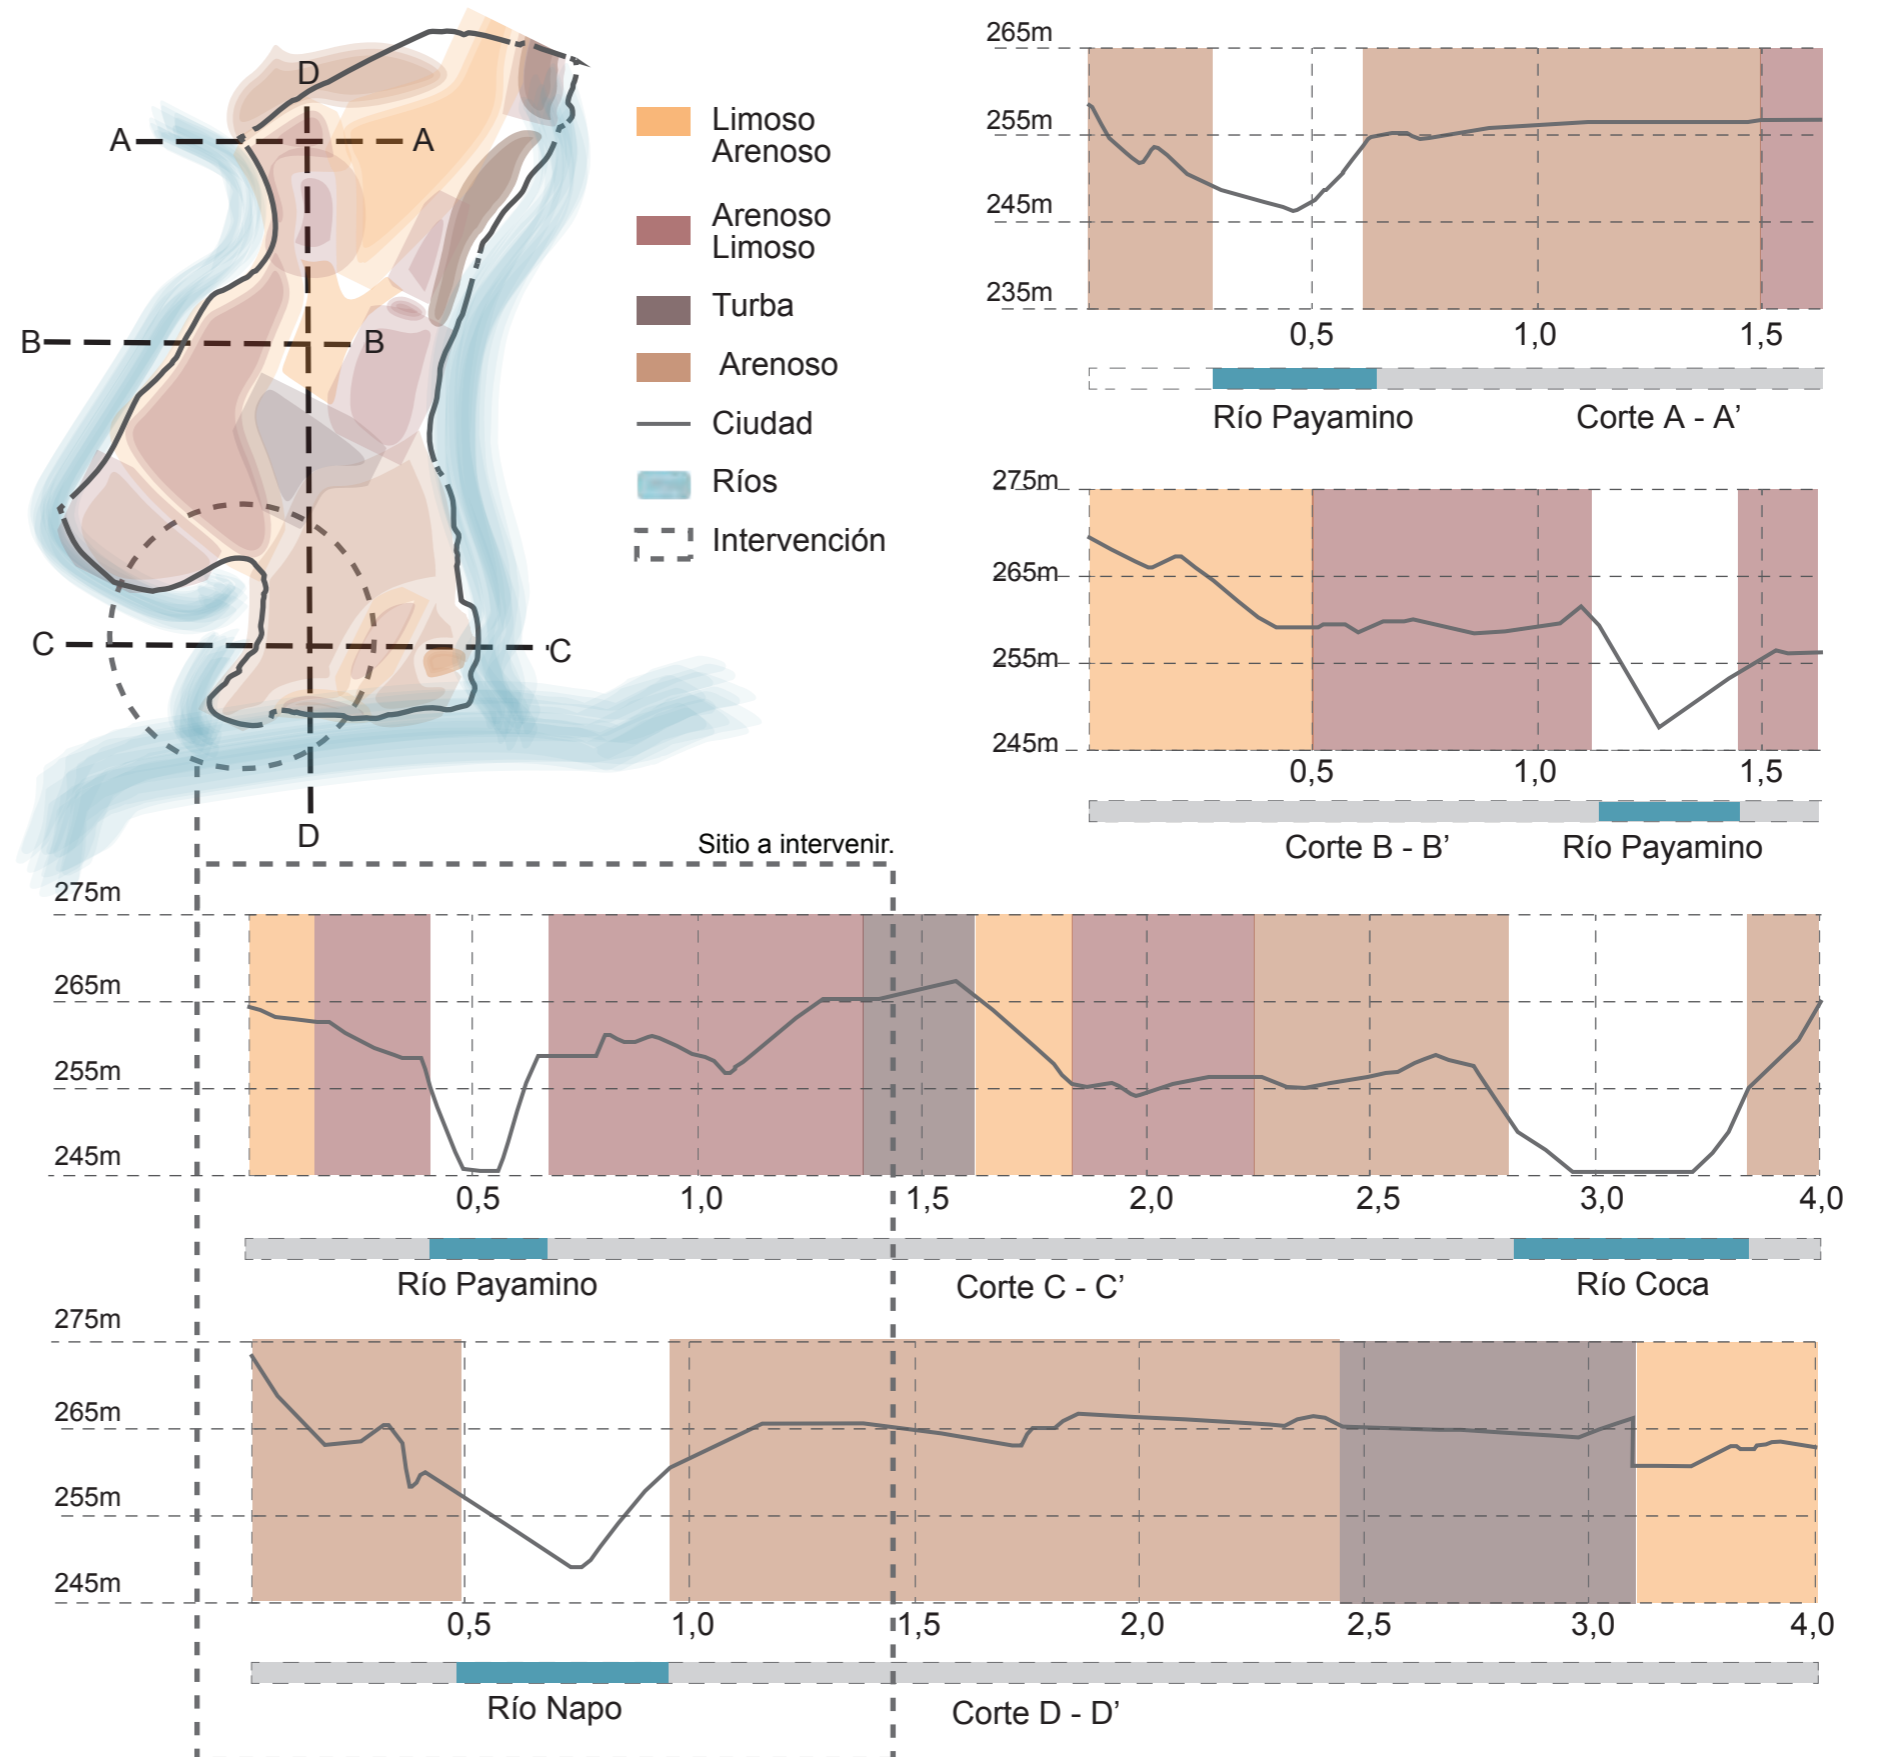 D
A
A
B
B
C
C
D
Limoso
Arenoso
Arenoso
Limoso
Turba
Arenoso
Ciudad
Ríos
Intervención
265m
255m
245m
235m
0,5
1,0
1,5
Río Payamino
Corte A - A’
275m
265m
255m
245m
0,5
1,0
1,5
Corte B - B’
Río Payamino
Sitio a intervenir.
275m
265m
255m
245m
0,5
1,0
1,5
2,0
2,5
3,0
4,0
Río Payamino
Corte C - C’
Río Coca
275m
265m
255m
245m
0,5
1,0
1,5
2,0
2,5
3,0
4,0
Río Napo
Corte D - D’